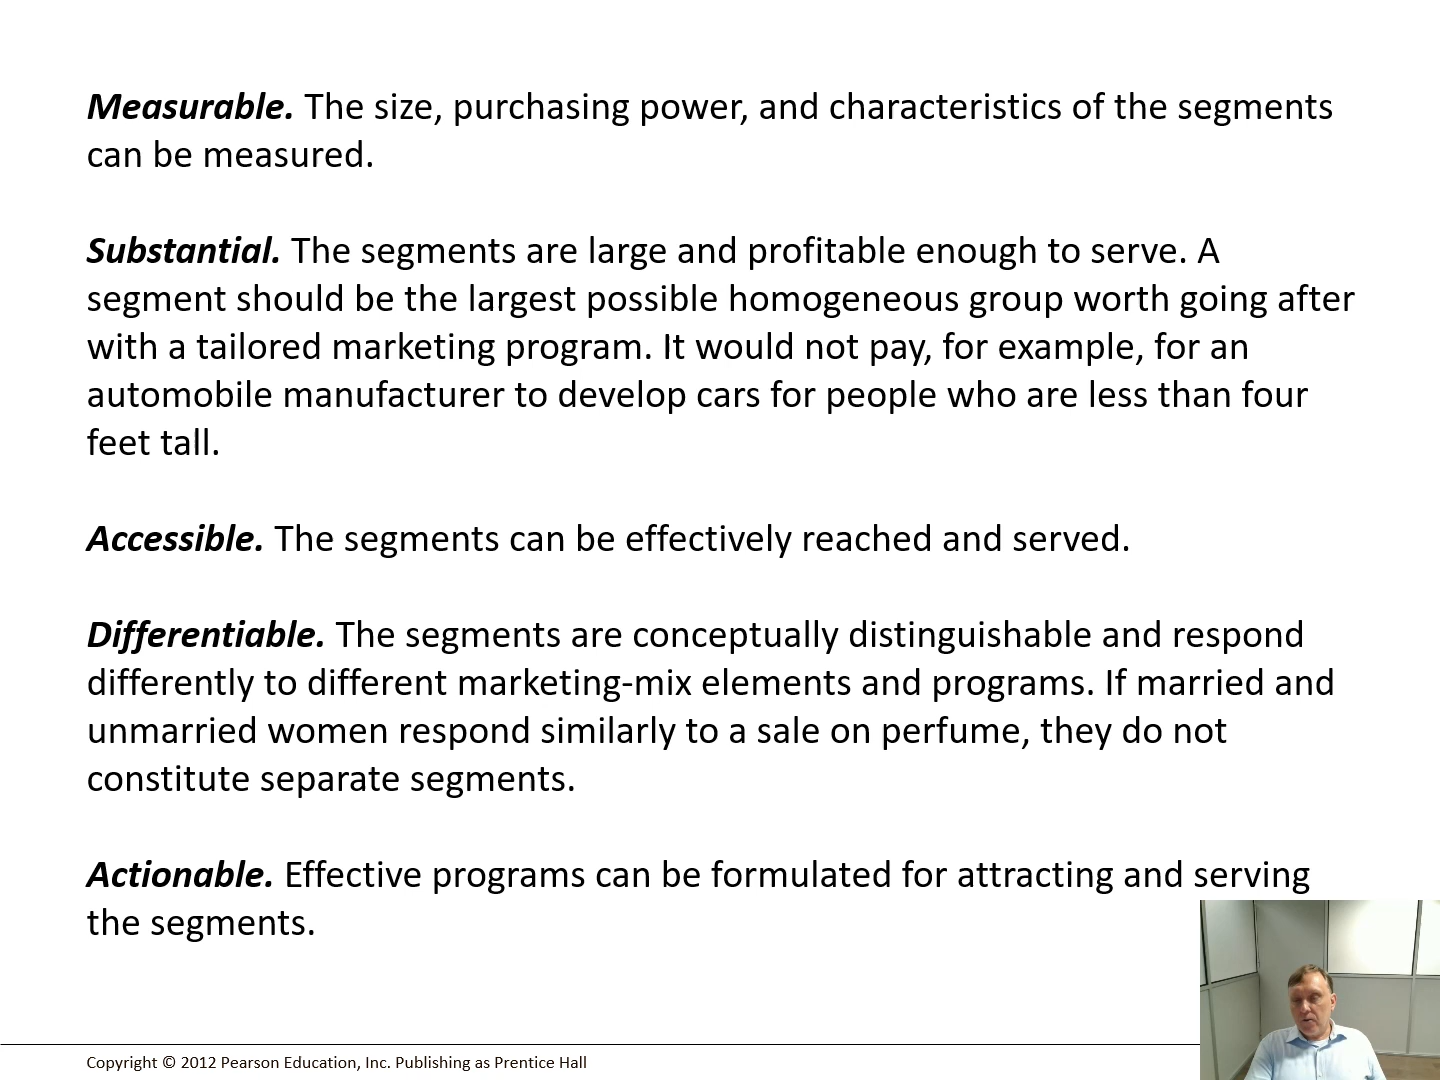 Measurable. The size, purchasing power, and characteristics of the segments
can be measured.
Substantial. The segments are large and profitable enough to serve. A
segment should be the largest possible homogeneous group worth going after
with a tailored marketing program. It would not pay, for example, for an
automobile manufacturer to develop cars for people who are less than four
feet tall.
Accessible. The segments can be effectively reached and served.
Differentiable. The segments are conceptually distinguishable and respond
differently to different marketing-mix elements and programs. If married and
unmarried women respond similarly to a sale on perfume, they do not
constitute separate segments.
Actionable. Effective programs can be formulated for attracting and serving
the segments.
Copyright © 2012 Pearson Education, Inc. Publishing as Prentice Hall